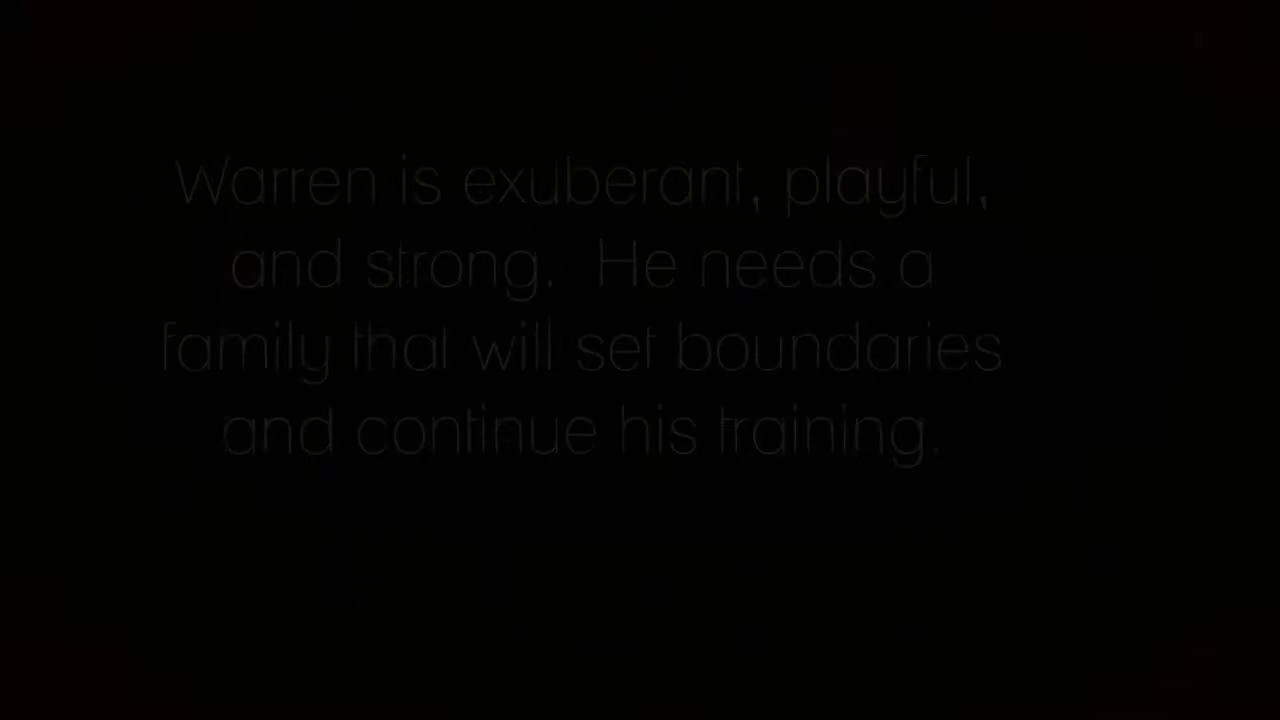 Warren is exuberant, playful,
and strong.  He needs a
family that will set boundaries
and continue his training.